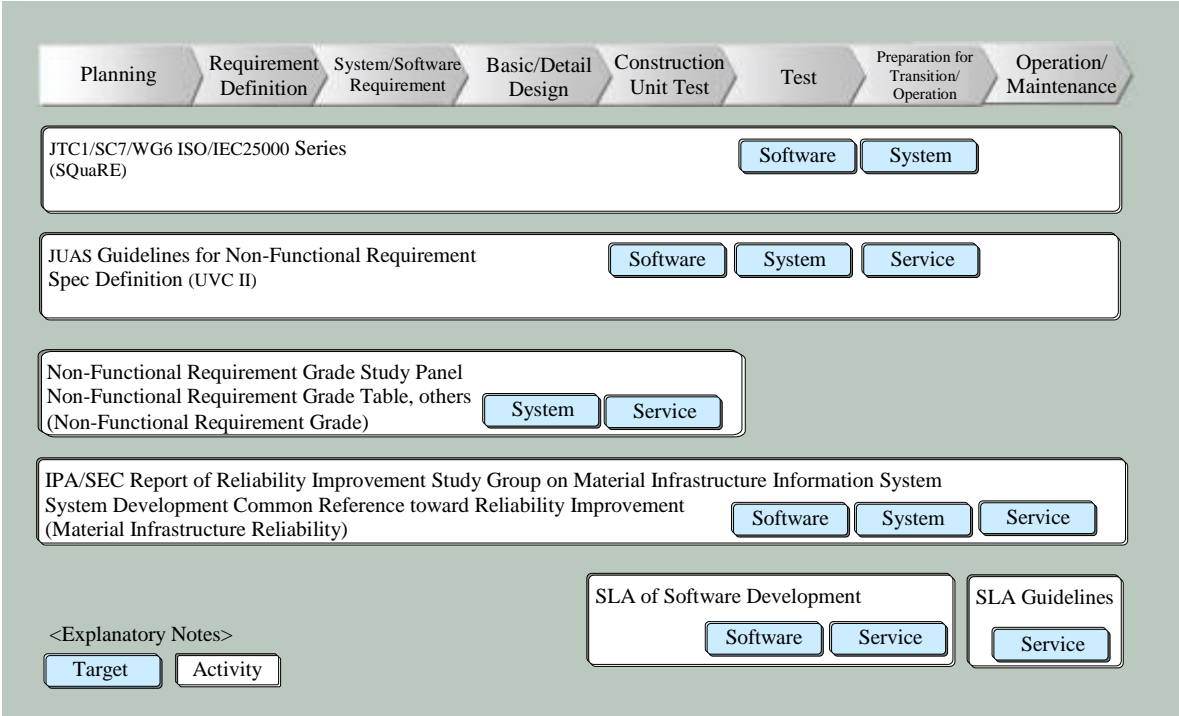 Planning
Requirement
Definition
System/Software
Requirement
Basic/Detail
Design
Construction
Unit Test
Test
Preparation for
Transition/
Operation
Operation/
Maintenance
JTC1/SC7/WG6 ISO/IEC25000 Series
(SQuaRE)
Software
System
JUAS Guidelines for Non-Functional Requirement
Spec Definition (UVC II)
Software
System
Service
Non-Functional Requirement Grade Study Panel
Non-Functional Requirement Grade Table, others
(Non-Functional Requirement Grade)
System
Service
IPA/SEC Report of Reliability Improvement Study Group on Material Infrastructure Information System
System Development Common Reference toward Reliability Improvement
(Material Infrastructure Reliability)
Software
System
Service
SLA of Software Development
Software
Service
SLA Guidelines
Service
<Explanatory Notes>
Target
Activity